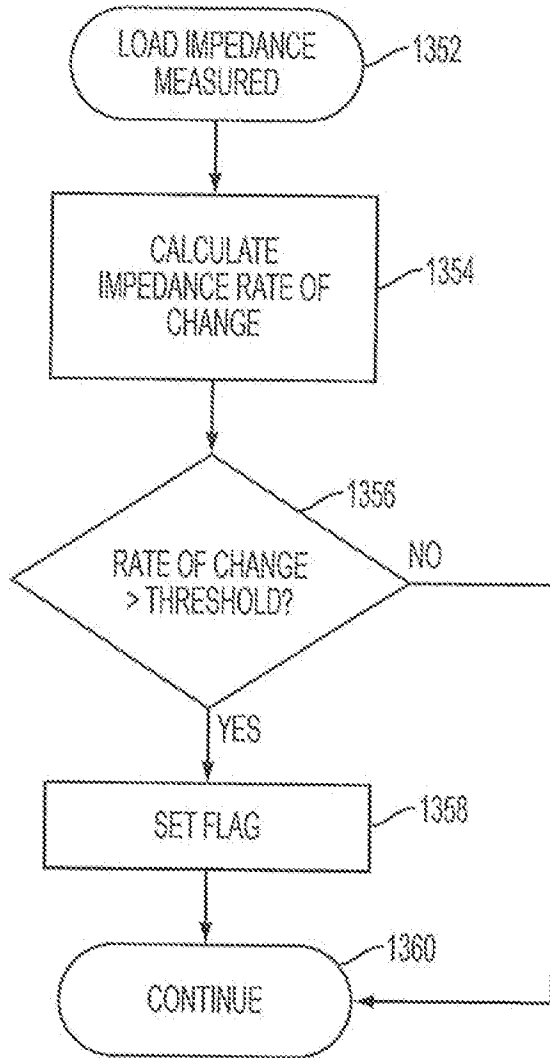 LOAD IMPEDANCE
MEASURED
1352
CALCULATE
IMPEDANCE RATE OF
CHANGE
1354
1356
RATE OF CHANGE
> THRESHOLD?
NO
YES
SET FLAG
1358
1360
CONTINUE